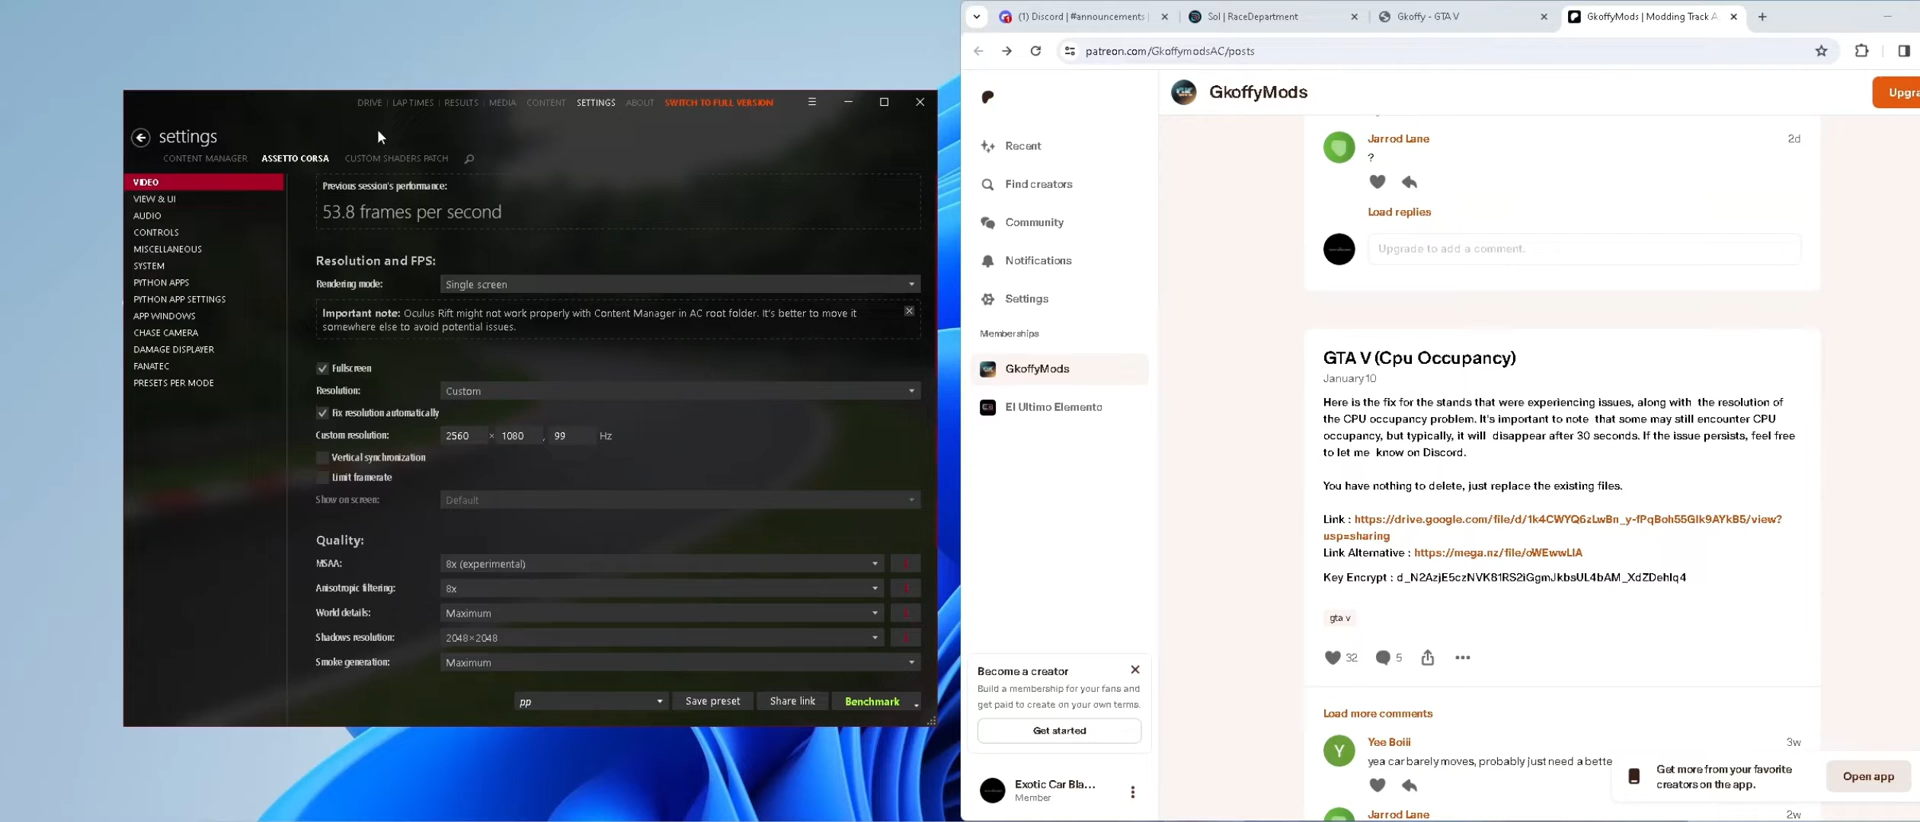 DRIVE | LAP TIMES | RESULTS | MEDIA CONTENT SETTINGS ABOUT SWITCH TO FULL VERSION
settings
CONTENT MANAGER ASSETTO CORSA CUSTOM SHADERS PATCH
VIDEO
VIEW & UI
AUDIO
CONTROLS
MISCELLANEOUS
SYSTEM
PYTHON APPS
PYTHON APP SETTINGS
APP WINDOWS
CHASE CAMERA
DAMAGE DISPLAYER
FANATEC
PRESETS PER MODE
Previous session's performance:
53.8 frames per second
Resolution and FPS:
Rendering mode: Single screen
Important note: Oculus Rift might not work properly with Content Manager in AC root folder. It's better to move it
somewhere else to avoid potential issues.
Fullscreen
Resolution: Custom
Fix resolution automatically
Custom resolution: 2560 × 1080 , 99 Hz
Vertical synchronization
Limit framerate
Show on screen: Default
Quality:
MSAA: 8x (experimental)
Anisotropic filtering: 8x
World details: Maximum
Shadows resolution: 2048×2048
Smoke generation: Maximum
pp Save preset Share link Benchmark
(1) Discord | #announcements | Sol | RaceDepartment Gkoffy - GTA V GkoffyMods | Modding Track A
patreon.com/GkoffymodsAC/posts
Recent
Find creators
Community
Notifications
Settings
Memberships
GkoffyMods
El Ultimo Elemento
Become a creator
Build a membership for your fans and
get paid to create on your own terms.
Get started
Exotic Car Bla...
Member
GkoffyMods
Upgra
Jarrod Lane 2d
?
Load replies
Upgrade to add a comment.
GTA V (Cpu Occupancy)
January 10
Here is the fix for the stands that were experiencing issues, along with the resolution of
the CPU occupancy problem. It's important to note that some may still encounter CPU
occupancy, but typically, it will disappear after 30 seconds. If the issue persists, feel free
to let me know on Discord.
You have nothing to delete, just replace the existing files.
Link : https://drive.google.com/file/d/1k4CWYQ6zLwBn_y-fPqBoh55Glk9AYkB5/view?
usp=sharing
Link Alternative : https://mega.nz/file/oWEwwLIA
Key Encrypt : d_N2AzjE5czNVK81RS2iGgmJkbsUL4bAM_XdZDehlq4
gta v
32 5
Load more comments
Y Yee Boiii 3w
yea car barely moves, probably just need a bette
Jarrod Lane 2w
Get more from your favorite
creators on the app.
Open app